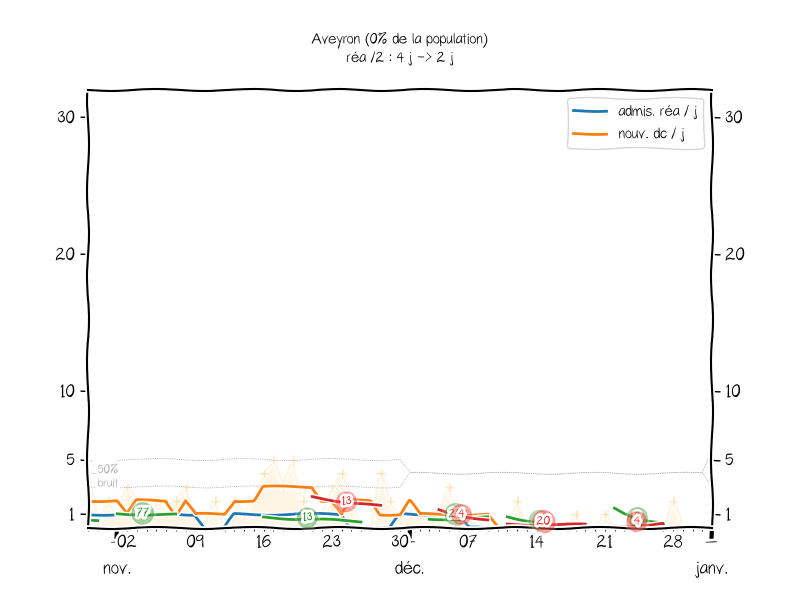 Aveyron (0% de la population)
réa /2 : 4 j -> 2 j
admis. réa / j
nouv. dc / j
30 30
20 20
10 10
5 5
50%
bruit
1 1
77 13 13 4 20 4
02 09 16 23 30 07 14 21 28
nov. déc. janv.